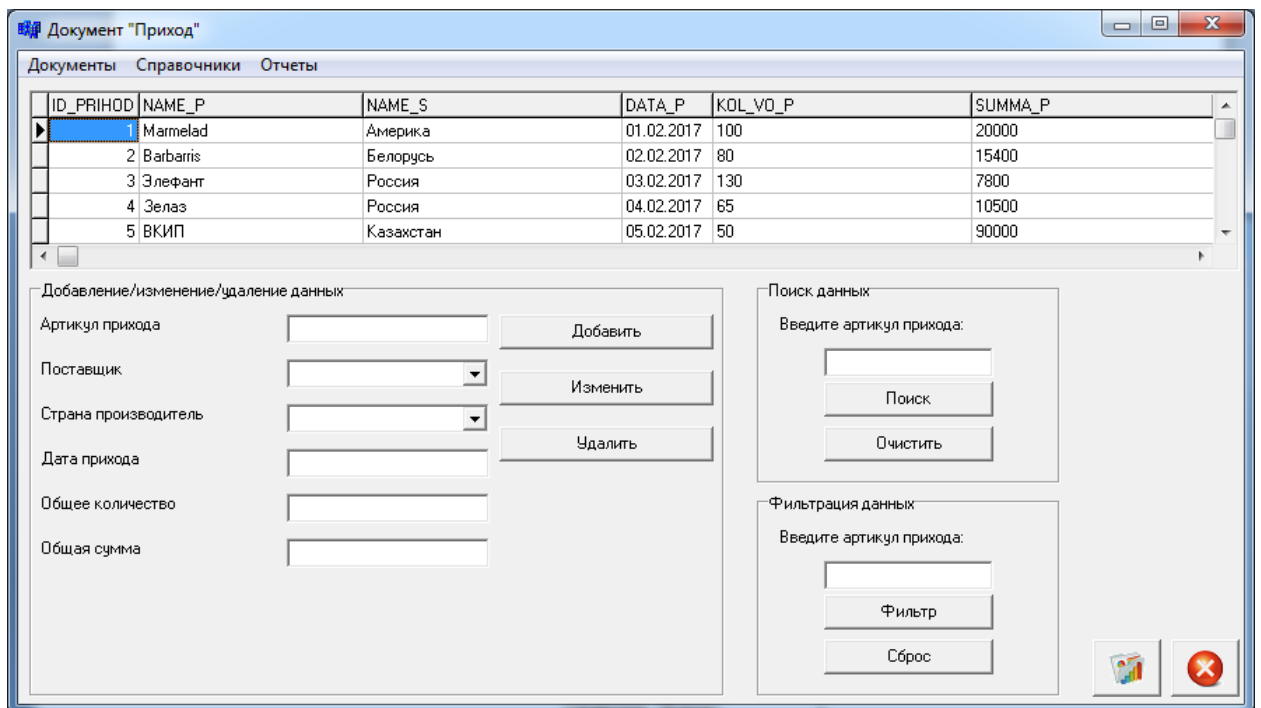 Документ "Приход"
Документы Справочники Отчеты
ID_PRIHOD NAME_P NAME_S DATA_P KOL_VO_P SUMMA_P
1 Marmelad Америка 01.02.2017 100 20000
2 Barbarris Белорусь 02.02.2017 80 15400
3 Элефант Россия 03.02.2017 130 7800
4 Зелаз Россия 04.02.2017 65 10500
5 ВКИП Казахстан 05.02.2017 50 90000
Добавление/изменение/удаление данных
Артикул прихода
Поставщик
Страна производитель
Дата прихода
Общее количество
Общая сумма
Добавить
Изменить
Удалить
Поиск данных
Введите артикул прихода:
Поиск
Очистить
Фильтрация данных
Введите артикул прихода:
Фильтр
Сброс